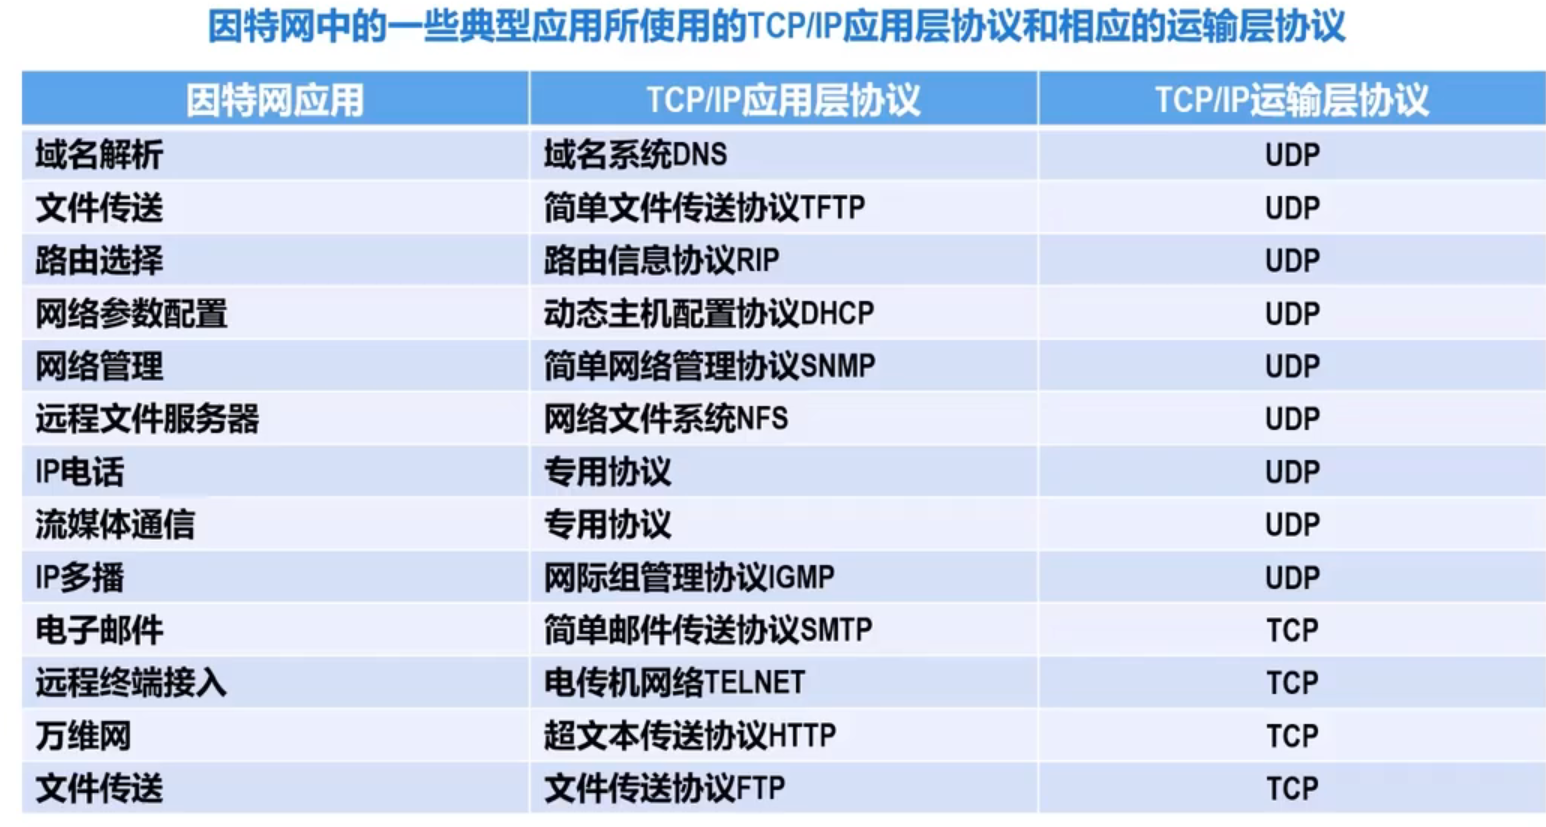 因特网中的一些典型应用所使用的TCP/IP应用层协议和相应的运输层协议
因特网应用 TCP/IP应用层协议 TCP/IP运输层协议
域名解析 域名系统DNS UDP
文件传送 简单文件传送协议TFTP UDP
路由选择 路由信息协议RIP UDP
网络参数配置 动态主机配置协议DHCP UDP
网络管理 简单网络管理协议SNMP UDP
远程文件服务器 网络文件系统NFS UDP
IP电话 专用协议 UDP
流媒体通信 专用协议 UDP
IP多播 网际组管理协议IGMP UDP
电子邮件 简单邮件传送协议SMTP TCP
远程终端接入 电传机网络TELNET TCP
万维网 超文本传送协议HTTP TCP
文件传送 文件传送协议FTP TCP